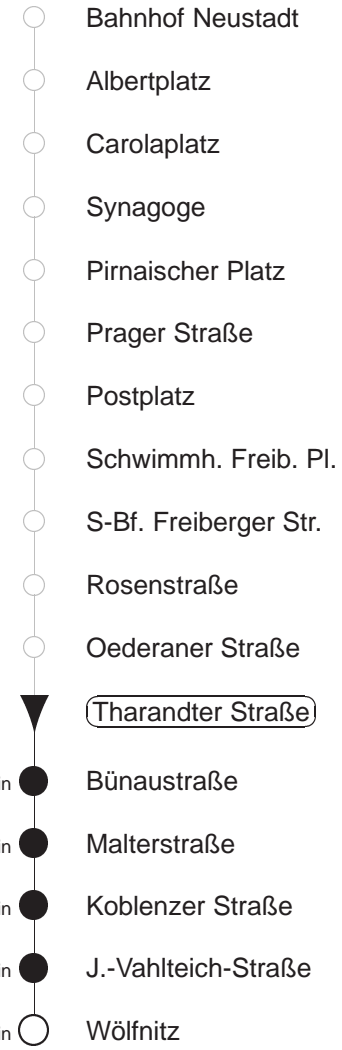 Bahnhof Neustadt
Albertplatz
Carolaplatz
Synagoge
Pirnaischer Platz
Prager Straße
Postplatz
Schwimmh. Freib. Pl.
S-Bf. Freiberger Str.
Rosenstraße
Oederaner Straße
Tharandter Straße
Bünaustraße
Malterstraße
Koblenzer Straße
J.-Vahlteich-Straße
Wölfnitz